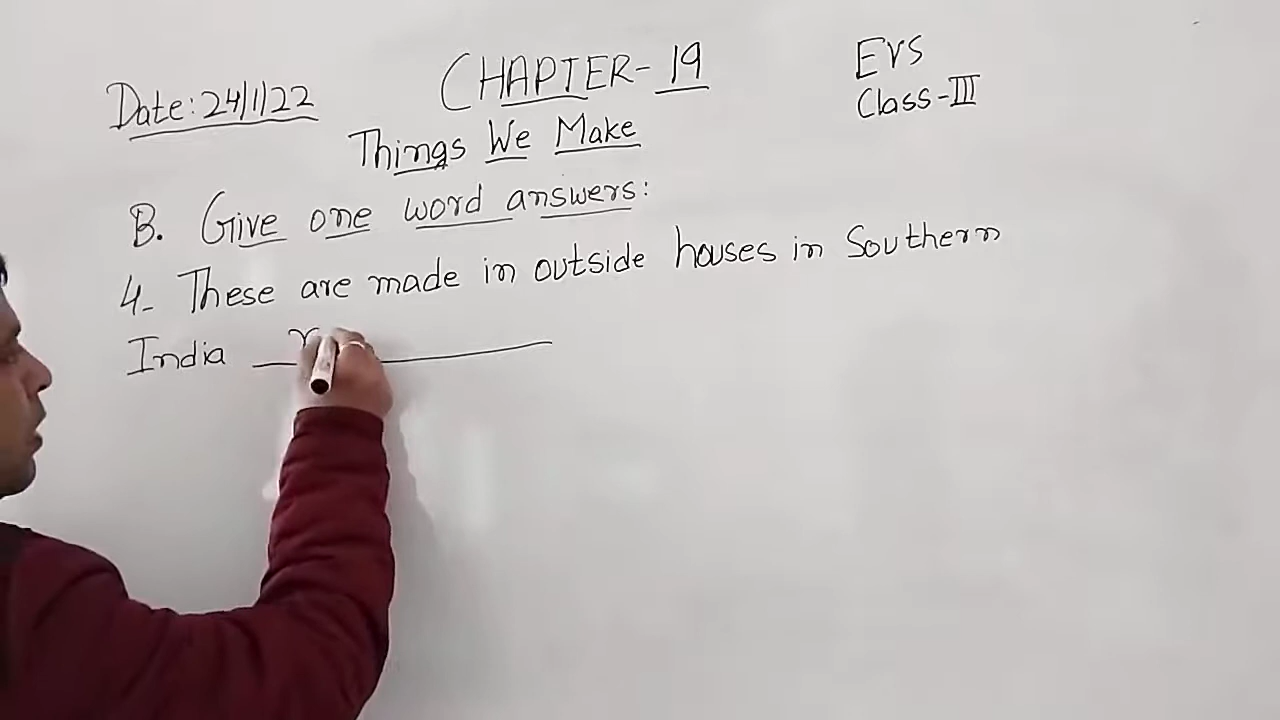 Date: 24/1/22
CHAPTER-19
EVS
Class-III
Things We Make
B. Give one word answers:
4- These are made in outside houses in Southern
India ______